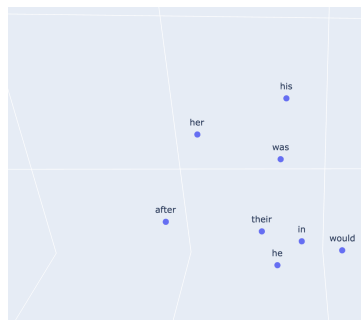 his
her
was
after
their
in
would
he